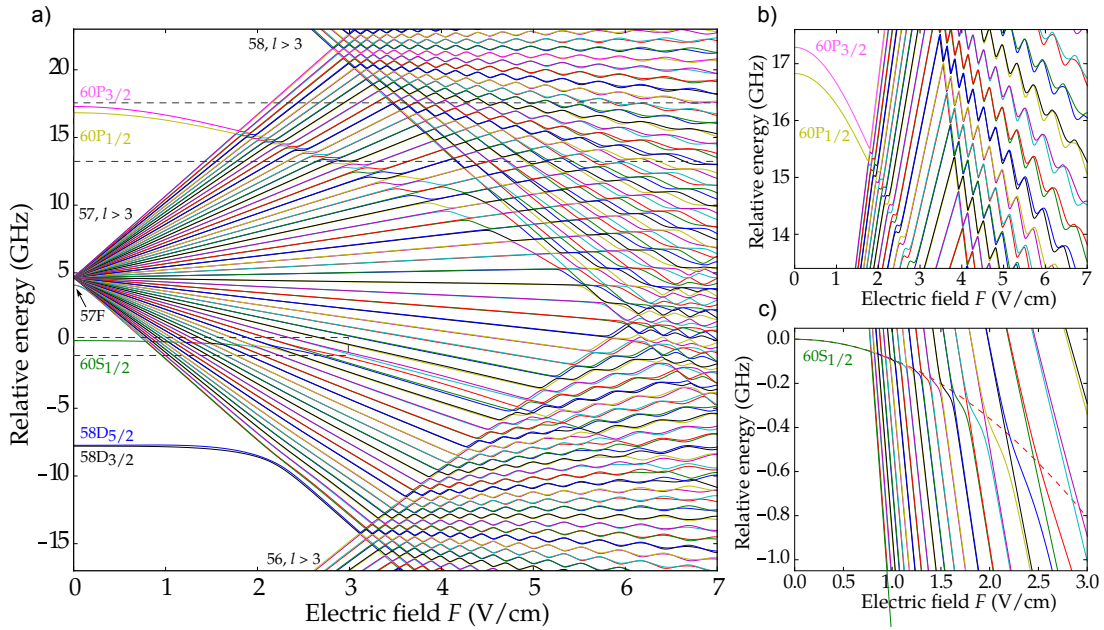 a)
58, l > 3
60P3/2
60P1/2
57, l > 3
57F
60S1/2
58D5/2
58D3/2
56, l > 3
20
15
10
5
0
−5
−10
−15
Relative energy (GHz)
0 1 2 3 4 5 6 7
Electric field F (V/cm)
b)
60P3/2
60P1/2
17
16
15
14
Relative energy (GHz)
0 1 2 3 4 5 6 7
Electric field F (V/cm)
c)
60S1/2
0.0
−0.2
−0.4
−0.6
−0.8
−1.0
Relative energy (GHz)
0.0 0.5 1.0 1.5 2.0 2.5 3.0
Electric field F (V/cm)